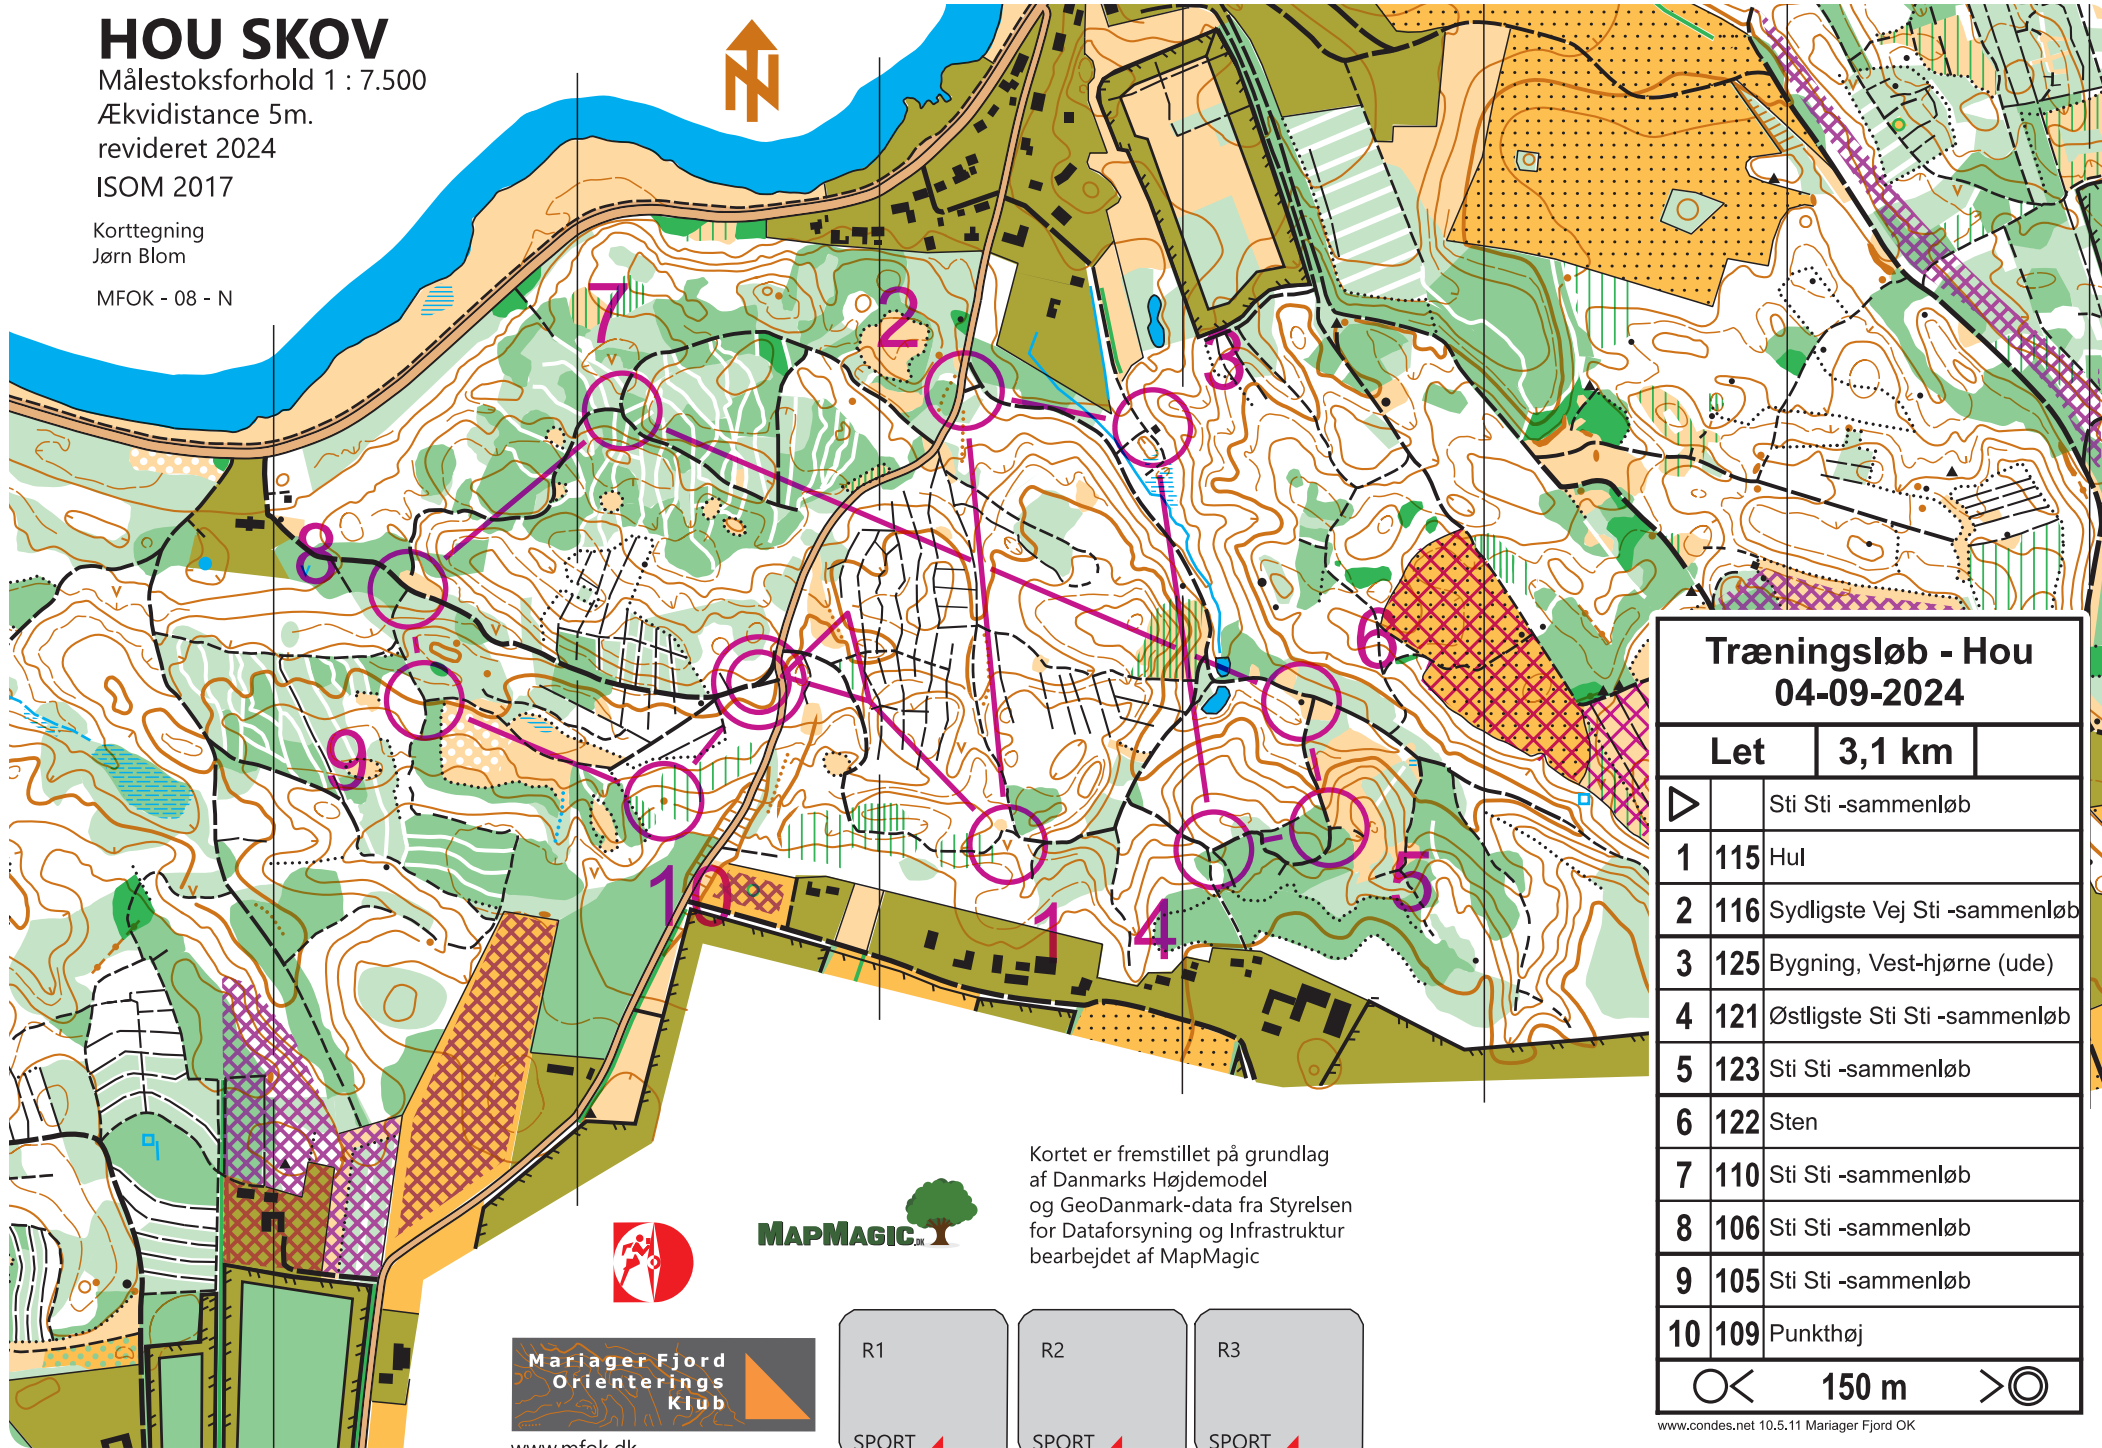 HOU SKOV
Målestoksforhold 1 : 7.500
Ækvidistance 5m.
revideret 2024
ISOM 2017
Korttegning
Jørn Blom
MFOK - 08 - N
N
7
2
3
8
6
9
10
1
4
5
Træningsløb - Hou
04-09-2024
Let 3,1 km
Sti Sti -sammenløb
1 115 Hul
2 116 Sydligste Vej Sti -sammenløb
3 125 Bygning, Vest-hjørne (ude)
4 121 Østligste Sti Sti -sammenløb
5 123 Sti Sti -sammenløb
6 122 Sten
7 110 Sti Sti -sammenløb
8 106 Sti Sti -sammenløb
9 105 Sti Sti -sammenløb
10 109 Punkthøj
150 m
www.condes.net 10.5.11 Mariager Fjord OK
Kortet er fremstillet på grundlag
af Danmarks Højdemodel
og GeoDanmark-data fra Styrelsen
for Dataforsyning og Infrastruktur
bearbejdet af MapMagic
MAPMAGIC.DK
Mariager Fjord
Orienterings
Klub
www.mfok.dk
R1
SPORT
R2
SPORT
R3
SPORT